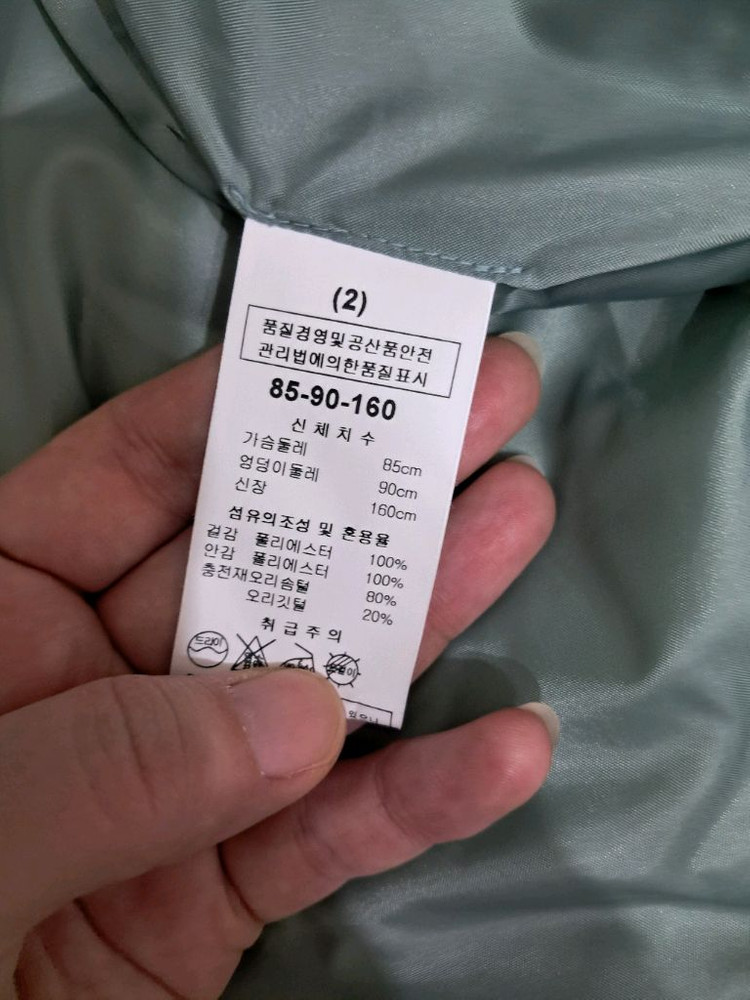 (2)
품질경영및공산품안전
관리법에의한품질표시
85-90-160
신체치수
가슴둘레 85cm
엉덩이둘레 90cm
신장 160cm
섬유의조성 및 혼용율
겉감 폴리에스터 100%
안감 폴리에스터 100%
충전재오리솜털 80%
오리깃털 20%
취급주의
드라이